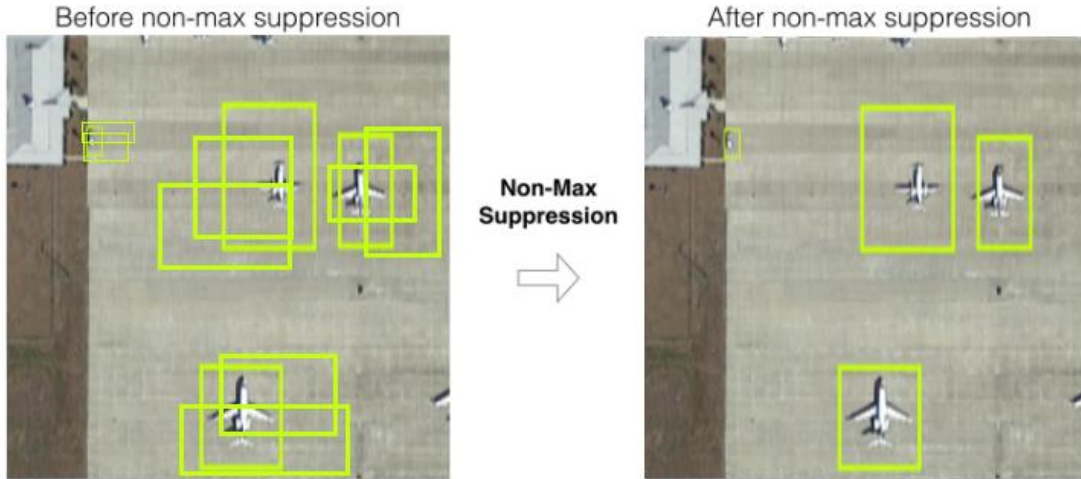 Before non-max suppression
After non-max suppression
Non-Max
Suppression